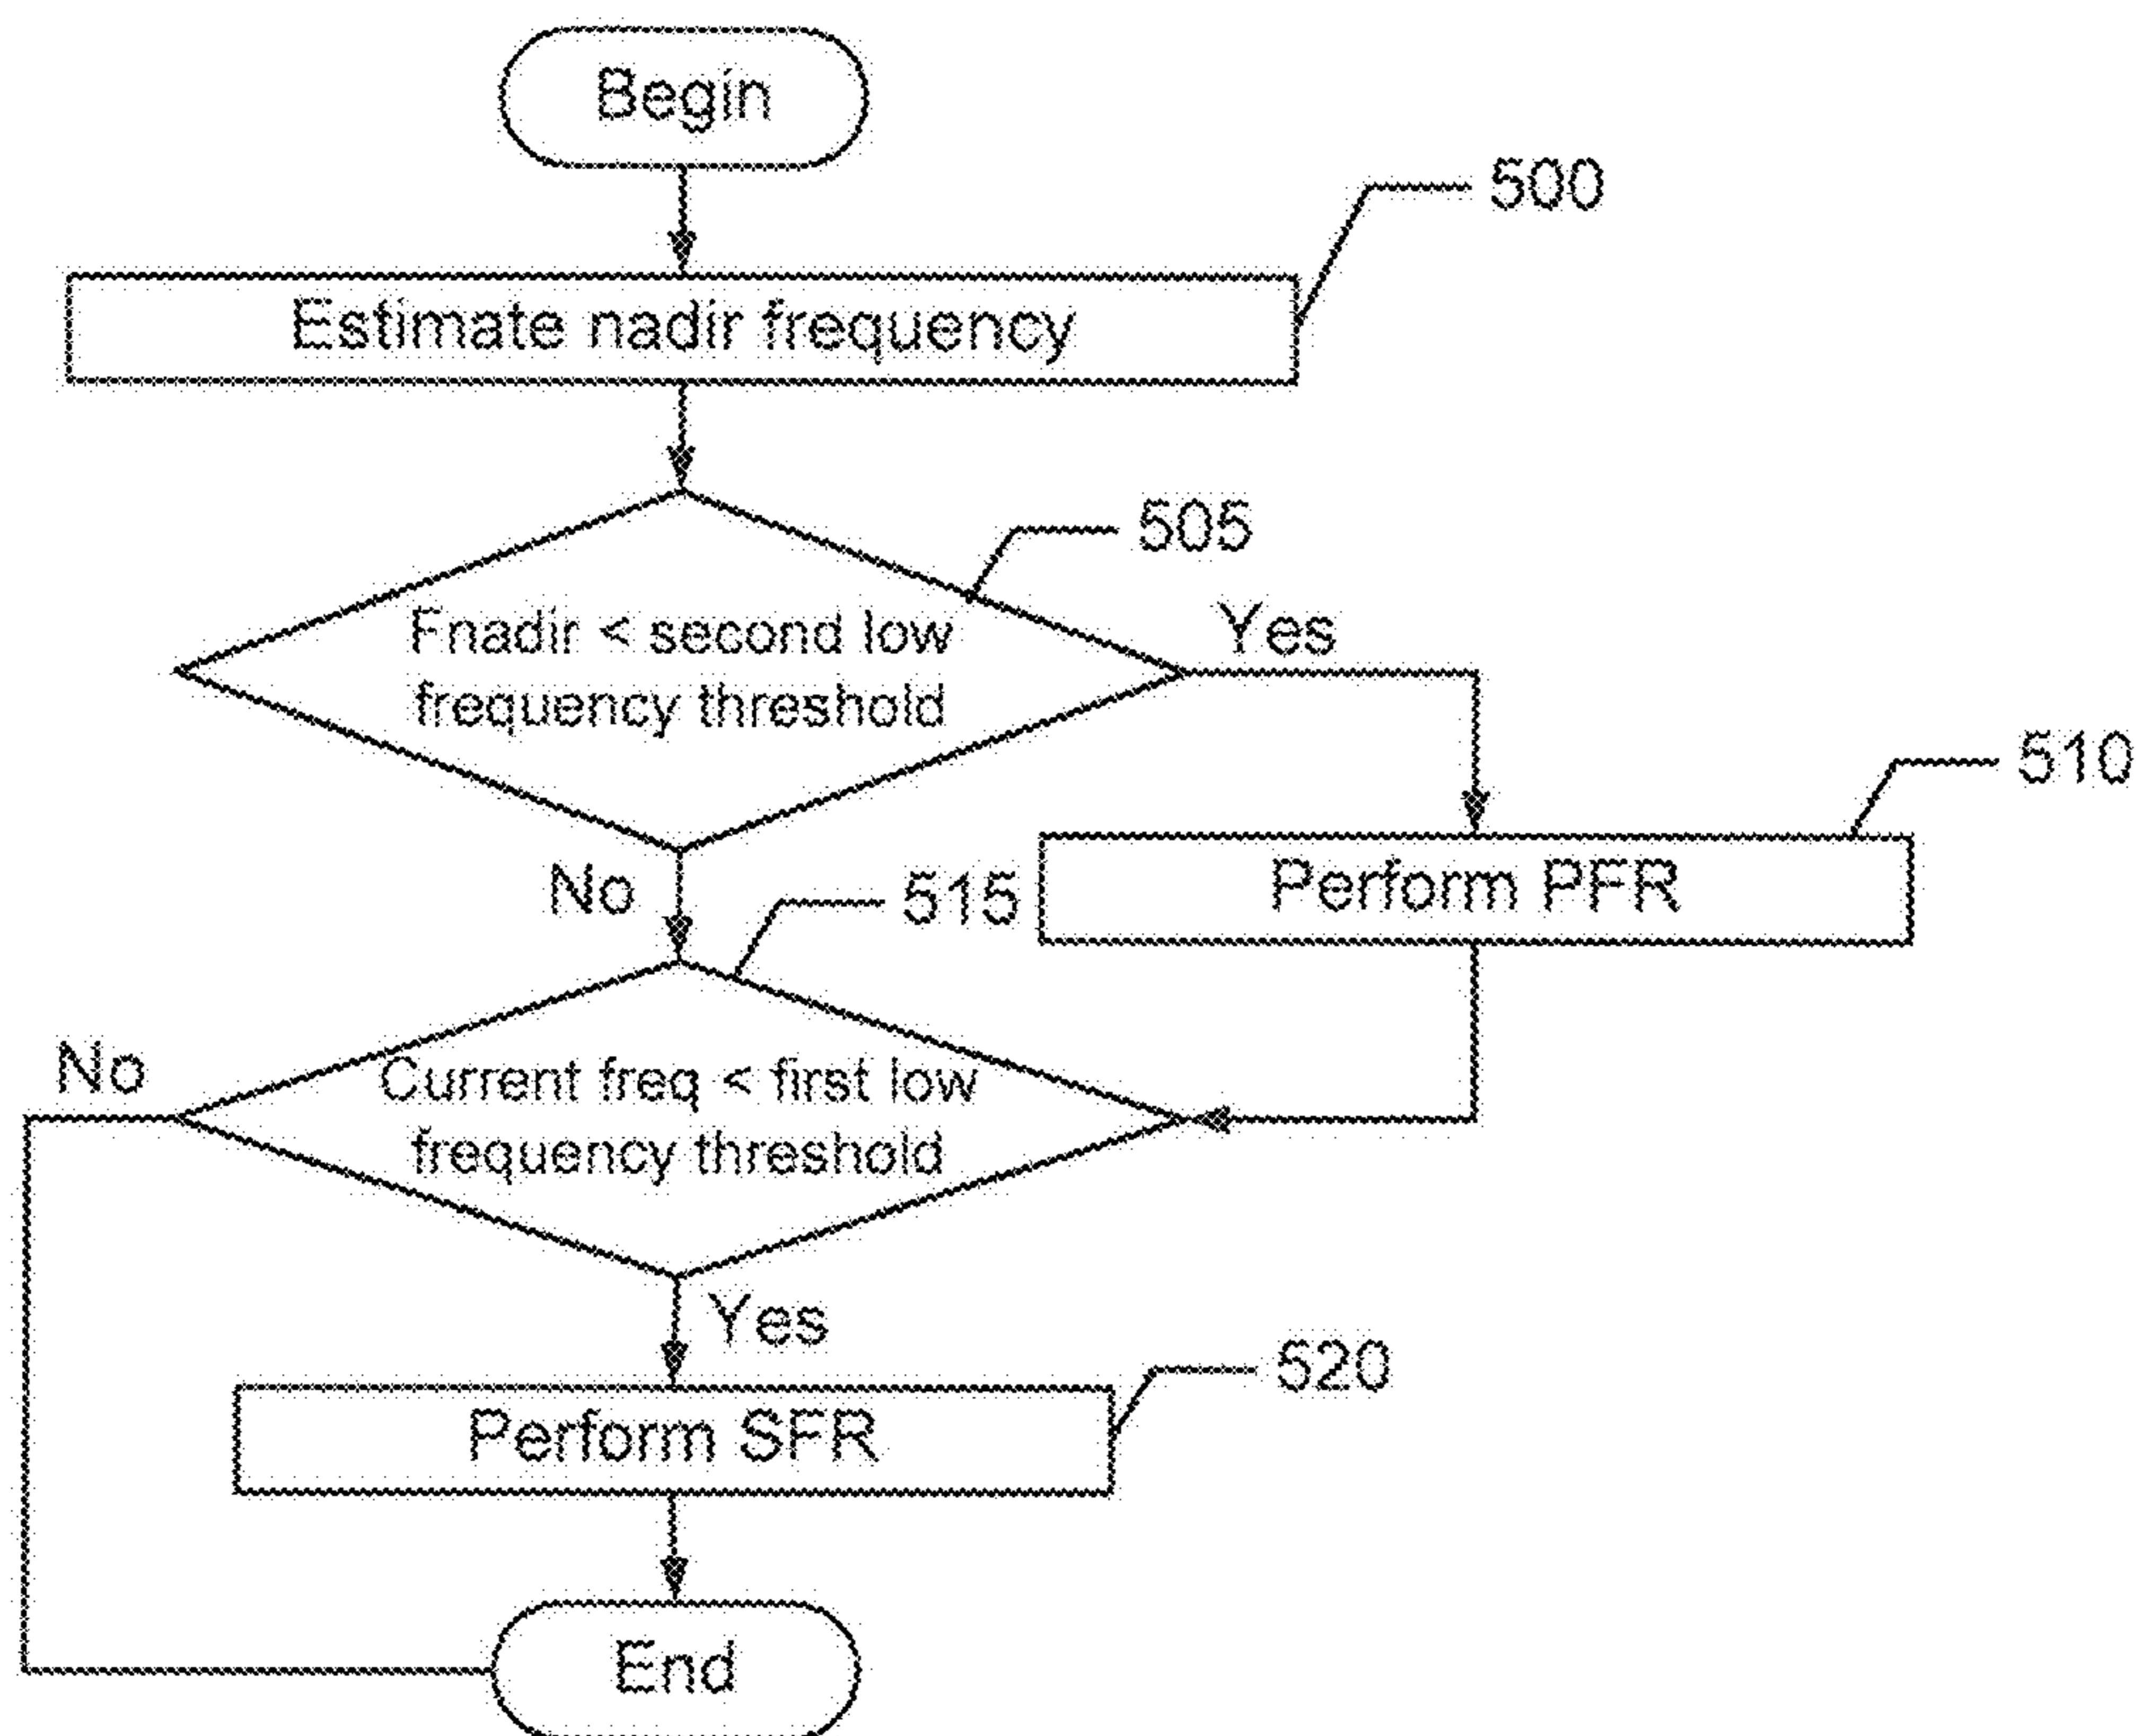 Begin
500
Estimate nadir frequency
505
Fnadir < second low
frequency threshold
Yes
510
Perform PFR
No
515
No
Current freq < first low
frequency threshold
Yes
520
Perform SFR
End